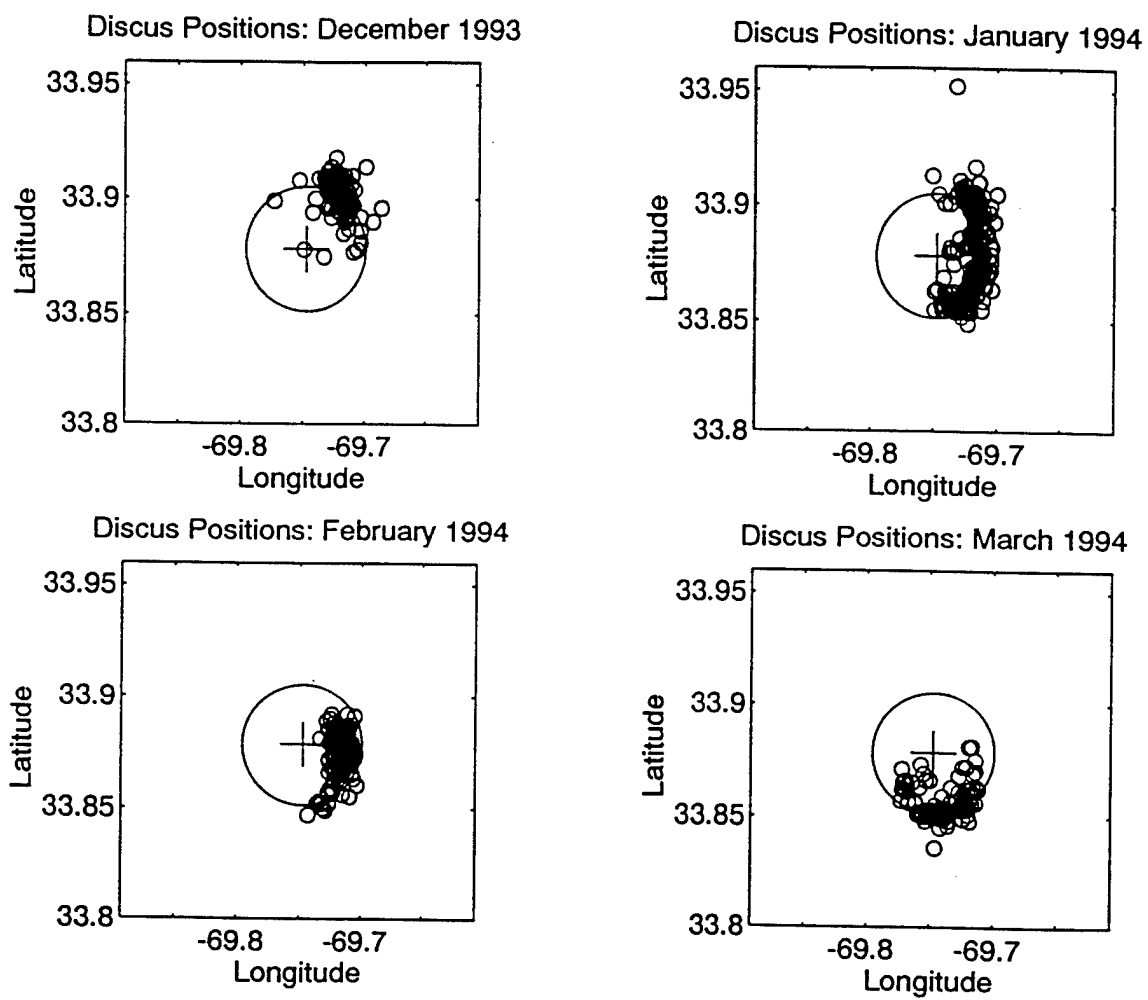 Discus Positions: December 1993
33.95
33.9
33.85
33.8
Latitude
-69.8 -69.7
Longitude
Discus Positions: January 1994
33.95
33.9
33.85
33.8
Latitude
-69.8 -69.7
Longitude
Discus Positions: February 1994
33.95
33.9
33.85
33.8
Latitude
-69.8 -69.7
Longitude
Discus Positions: March 1994
33.95
33.9
33.85
33.8
Latitude
-69.8 -69.7
Longitude